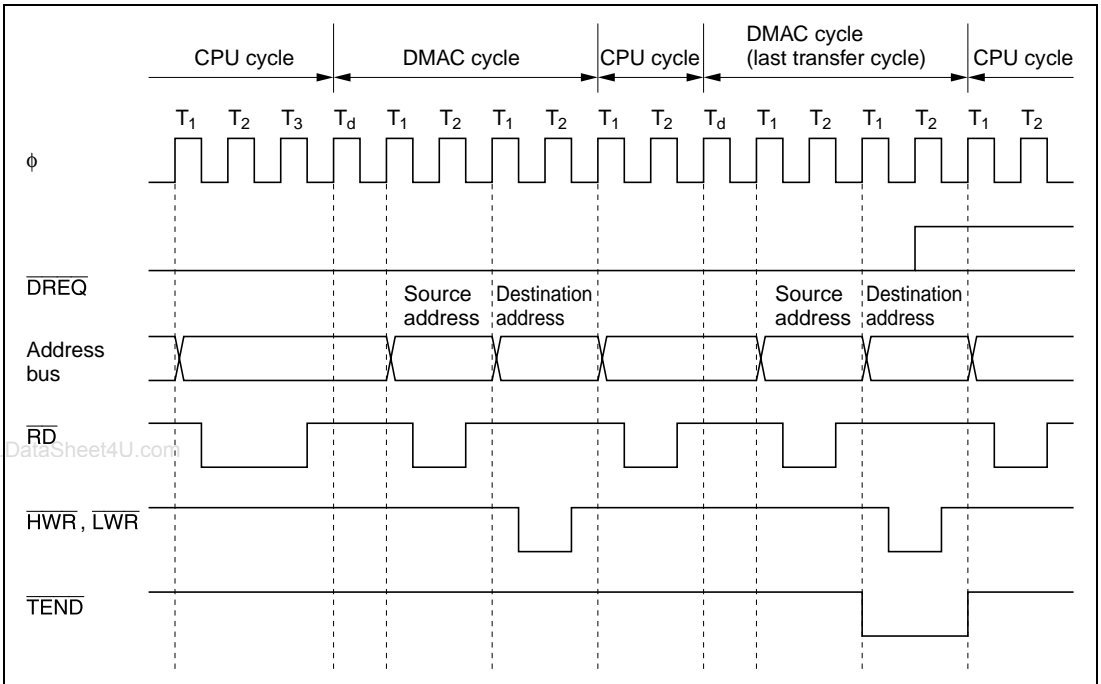 DMAC cycle
CPU cycle DMAC cycle CPU cycle (last transfer cycle) CPU cycle
T1 T2 T3 Td T1 T2 T1 T2 T1 T2 Td T1 T2 T1 T2 T1 T2
ϕ
DREQ
Source Destination Source Destination
address address address address
Address
bus
RD
DataSheet4U.com
HWR, LWR
TEND